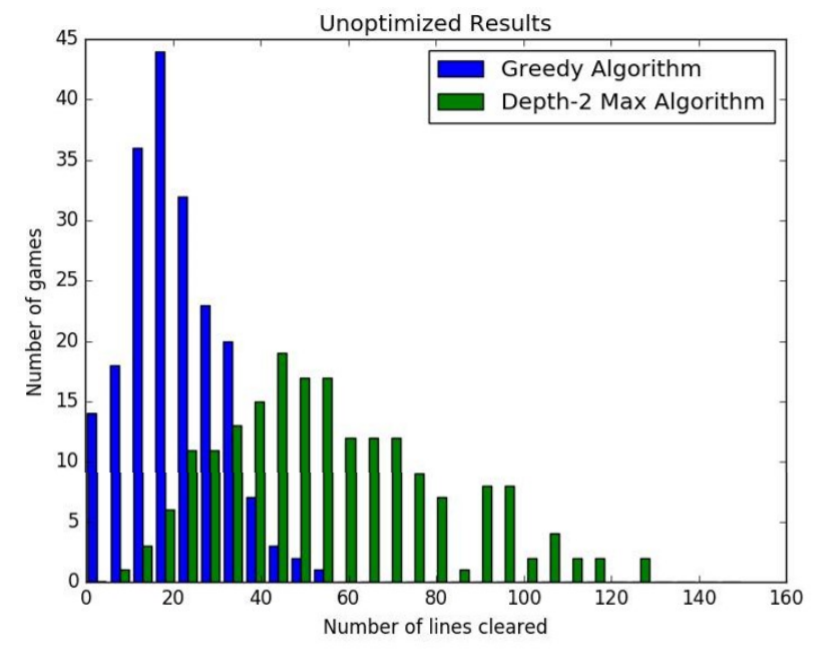 Unoptimized Results
Greedy Algorithm
Depth-2 Max Algorithm
Number of games
45
40
35
30
25
20
15
10
5
0
0 20 40 60 80 100 120 140 160
Number of lines cleared